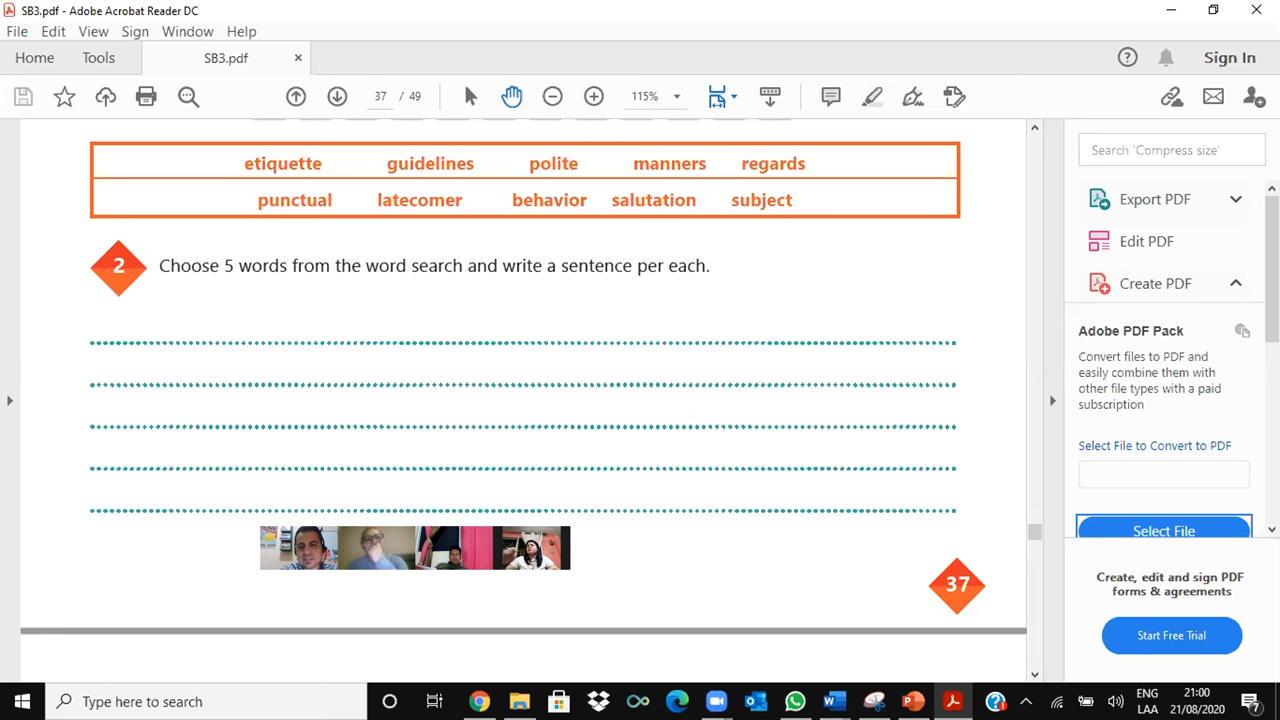 SB3.pdf - Adobe Acrobat Reader DC
File Edit View Sign Window Help
Home Tools SB3.pdf × Sign In
37 / 49 115%
etiquette guidelines polite manners regards
punctual latecomer behavior salutation subject
2 Choose 5 words from the word search and write a sentence per each.
37
Search 'Compress size'
Export PDF
Edit PDF
Create PDF
Adobe PDF Pack
Convert files to PDF and
easily combine them with
other file types with a paid
subscription
Select File to Convert to PDF
Select File
Create, edit and sign PDF
forms & agreements
Start Free Trial
Type here to search
ENG 21:00
LAA 21/08/2020
7